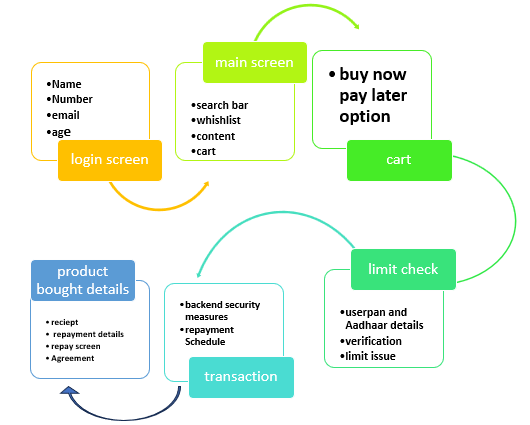 •Name
•Number
•email
•age
login screen
main screen
•search bar
•whishlist
•content
•cart
•buy now
pay later
option
cart
limit check
•userpan and
Aadhaar details
•verification
•limit issue
•backend security
measures
•repayment
Schedule
transaction
product
bought details
• reciept
• repayment details
• repay screen
• Agreement